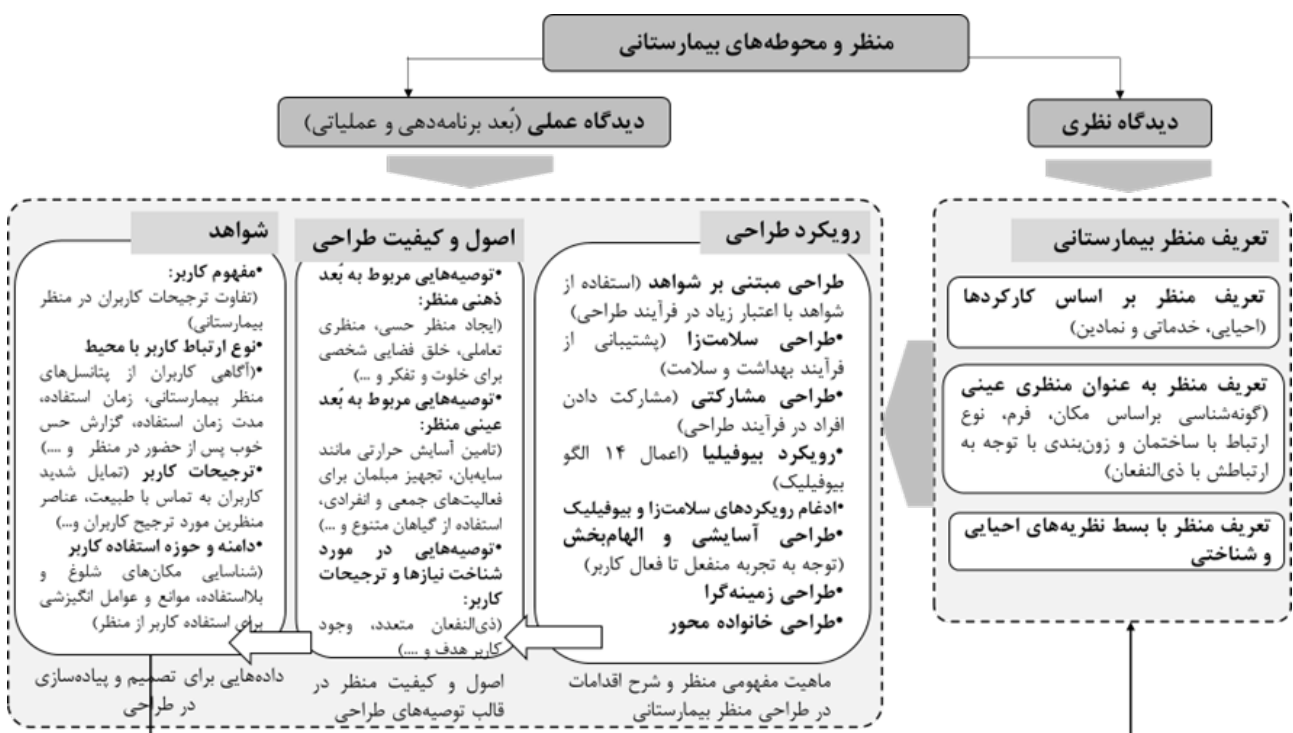 منظر و محوطه‌های بیمارستانی
دیدگاه نظری
دیدگاه عملی (بُعد برنامه‌دهی و عملیاتی)
تعریف منظر بیمارستانی
تعریف منظر بر اساس کارکردها
(احیایی، خدماتی و نمادین)
تعریف منظر به عنوان منظری عینی
(گونه‌شناسی براساس مکان، فرم، نوع
ارتباط با ساختمان و زون‌بندی با توجه به
ارتباطش با ذی‌النفعان)
تعریف منظر با بسط نظریه‌های احیایی
و شناختی
رویکرد طراحی
طراحی مبتنی بر شواهد (استفاده از
شواهد با اعتبار زیاد در فرآیند طراحی)
•طراحی سلامت‌زا (پشتیبانی از
فرآیند بهداشت و سلامت)
•طراحی مشارکتی (مشارکت دادن
افراد در فرآیند طراحی)
•رویکرد بیوفیلیا (اعمال ۱۴ الگو
بیوفیلیک)
•ادغام رویکردهای سلامت‌زا و بیوفیلیک
•طراحی آسایشی و الهام‌بخش
(توجه به تجربه منفعل تا فعال کاربر)
•طراحی زمینه‌گرا
•طراحی خانواده محور
ماهیت مفهومی منظر و شرح اقدامات
در طراحی منظر بیمارستانی
اصول و کیفیت طراحی
•توصیه‌هایی مربوط به بُعد
ذهنی منظر:
(ایجاد منظر حسی، منظری
تعاملی، خلق فضایی شخصی
برای خلوت و تفکر و ...)
•توصیه‌هایی مربوط به بُعد
عینی منظر:
(تامین آسایش حرارتی مانند
سایه‌بان، تجهیز مبلمان برای
فعالیت‌های جمعی و انفرادی،
استفاده از گیاهان متنوع و ...)
•توصیه‌هایی در مورد
شناخت نیازها و ترجیحات
کاربر:
(ذی‌النفعان متعدد، وجود
کاربر هدف و ....)
اصول و کیفیت منظر در
قالب توصیه‌های طراحی
شواهد
•مفهوم کاربر:
(تفاوت ترجیحات کاربران در منظر
بیمارستانی)
•نوع ارتباط کاربر با محیط
•(آگاهی کاربران از پتانسل‌های
منظر بیمارستانی، زمان استفاده،
مدت زمان استفاده، گزارش حس
خوب پس از حضور در منظر و ....)
•ترجیحات کاربر (تمایل شدید
کاربران به تماس با طبیعت، عناصر
منظرین مورد ترجیح کاربران و...)
•دامنه و حوزه استفاده کاربر
(شناسایی مکان‌های شلوغ و
بلااستفاده، موانع و عوامل انگیزشی
برای استفاده کاربر از منظر)
داده‌هایی برای تصمیم و پیاده‌سازی
در طراحی